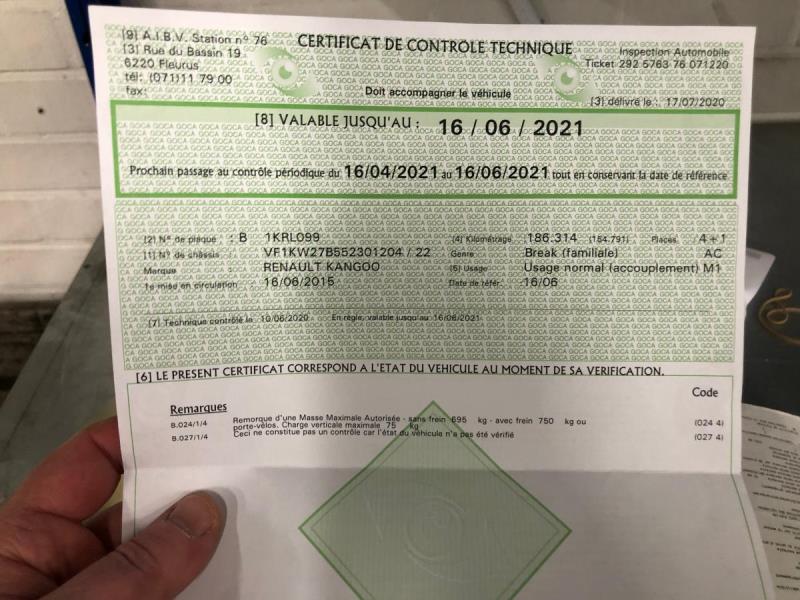 [9] A.I.B.V. Station n° 76
[3] Rue du Bassin 19
6220 Fleurus
tél: (071)11 79 00
fax:
CERTIFICAT DE CONTROLE TECHNIQUE
Inspection Automobile
Ticket 292 5763 76 071220
Doit accompagner le véhicule
[3] délivré le : 17/07/2020
[8] VALABLE JUSQU'AU : 16 / 06 / 2021
Prochain passage au contrôle périodique du 16/04/2021 au 16/06/2021 tout en conservant la date de référence
[2] N° de plaque : B 1KRL099
[4] Kilométrage 186.314 (154.791) Places 4+1
[1] N° de châssis VF1KW27B552301204 / 22
Genre Break (familiale) AC
Marque RENAULT KANGOO
[5] Usage Usage normal (accouplement) M1
1e mise en circulation 16/06/2015
Date de référ. 16/06
[7] Technique contrôlé le 10/06/2020 En règle, valable jusqu'au 16/06/2021
[6] LE PRESENT CERTIFICAT CORRESPOND A L'ETAT DU VEHICULE AU MOMENT DE SA VERIFICATION.
Remarques
Code
B.024/1/4 Remorque d'une Masse Maximale Autorisée - sans frein 695 kg - avec frein 750 kg ou (024 4)
porte-vélos. Charge verticale maximale 75 kg
B.027/1/4 Ceci ne constitue pas un contrôle car l'état du véhicule n'a pas été vérifié (027 4)